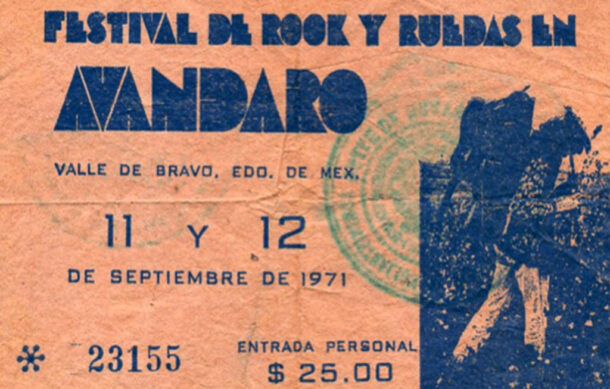 FESTIVAL DE ROCK Y RUEDAS EN
AVANDARO
VALLE DE BRAVO, EDO. DE MEX.
11 Y 12
DE SEPTIEMBRE DE 1971
* 23155
ENTRADA PERSONAL
$ 25.00